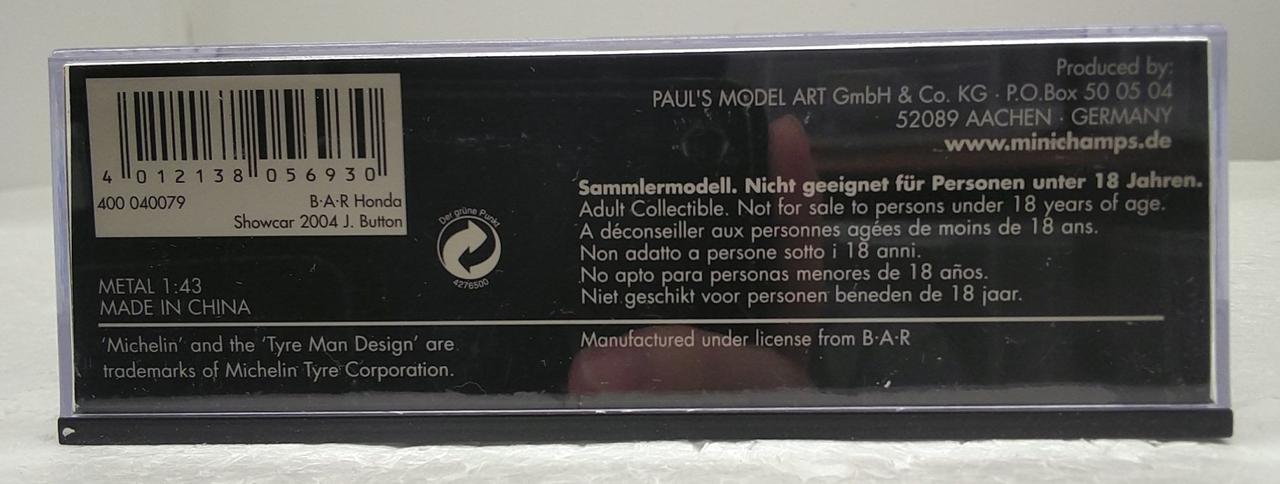 4 012138 056930
400 040079 B·A·R Honda
Showcar 2004 J. Button
METAL 1:43
MADE IN CHINA
Der grüne Punkt
4276500
Produced by:
PAUL'S MODEL ART GmbH & Co. KG · P.O.Box 50 05 04
52089 AACHEN · GERMANY
www.minichamps.de
Sammlermodell. Nicht geeignet für Personen unter 18 Jahren.
Adult Collectible. Not for sale to persons under 18 years of age.
A déconseiller aux personnes agées de moins de 18 ans.
Non adatto a persone sotto i 18 anni.
No apto para personas menores de 18 años.
Niet geschikt voor personen beneden de 18 jaar.
'Michelin' and the 'Tyre Man Design' are
trademarks of Michelin Tyre Corporation.
Manufactured under license from B·A·R